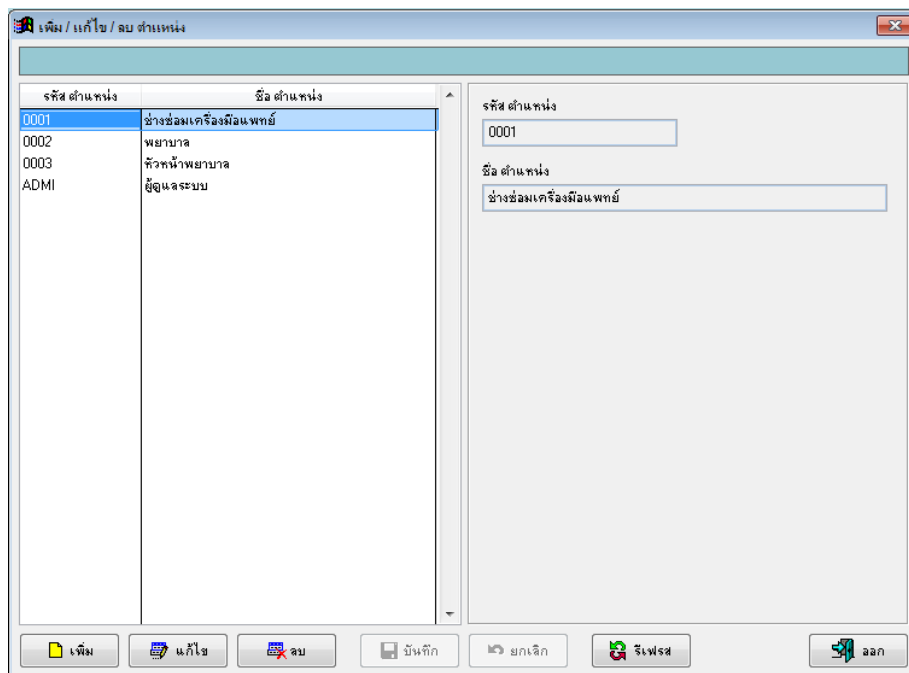 เพิ่ม / แก้ไข / ลบ ตำแหน่ง
รหัส ตำแหน่ง ชื่อ ตำแหน่ง
0001 ช่างซ่อมเครื่องมือแพทย์
0002 พยาบาล
0003 หัวหน้าพยาบาล
ADMI ผู้ดูแลระบบ
รหัส ตำแหน่ง
0001
ชื่อ ตำแหน่ง
ช่างซ่อมเครื่องมือแพทย์
เพิ่ม แก้ไข ลบ บันทึก ยกเลิก รีเฟรส ออก